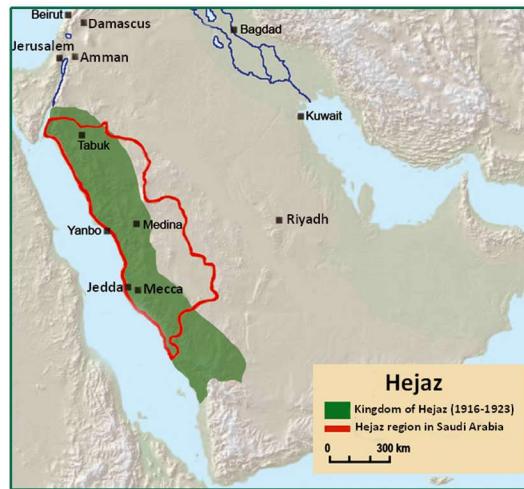 Beirut
Damascus
Bagdad
Jerusalem
Amman
Kuwait
Tabuk
Medina
Riyadh
Yanbo
Jedda
Mecca
Hejaz
Kingdom of Hejaz (1916-1923)
Hejaz region in Saudi Arabia
0 300 km